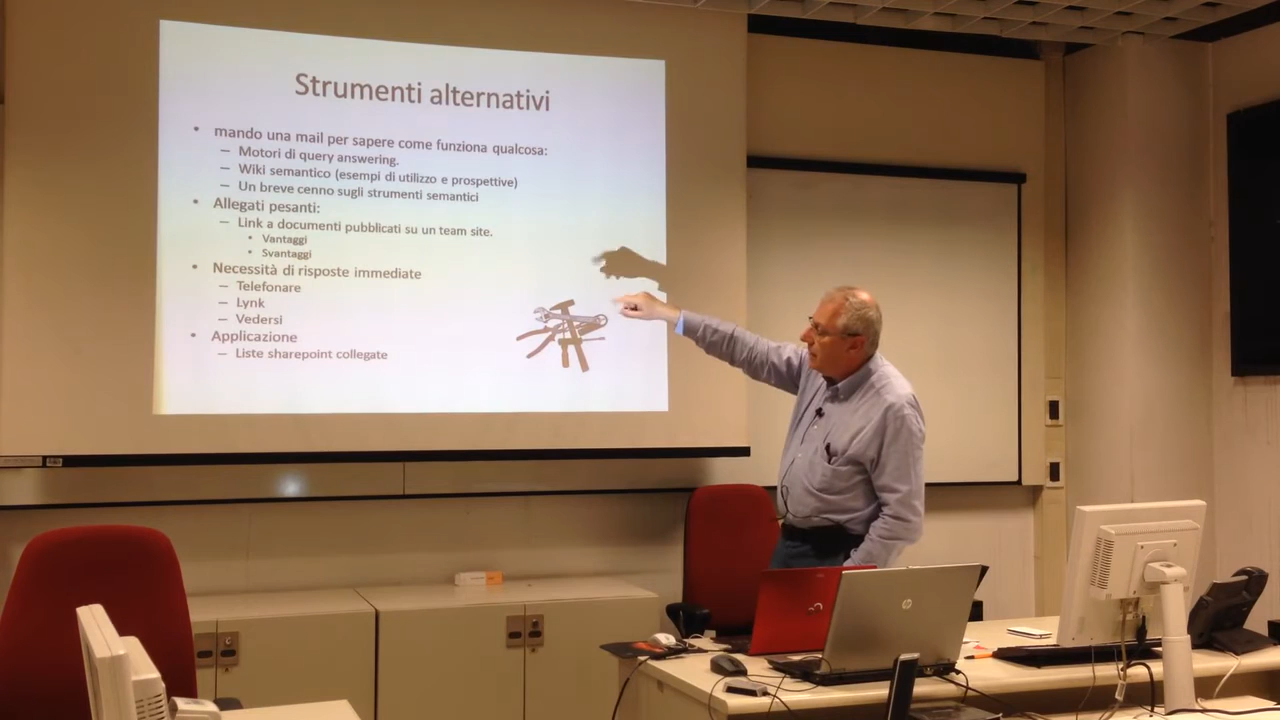 Strumenti alternativi
• mando una mail per sapere come funziona qualcosa:
– Motori di query answering.
– Wiki semantico (esempi di utilizzo e prospettive)
– Un breve cenno sugli strumenti semantici
• Allegati pesanti:
– Link a documenti pubblicati su un team site.
• Vantaggi
• Svantaggi
• Necessità di risposte immediate
– Telefonare
– Lynk
– Vedersi
• Applicazione
– Liste sharepoint collegate
hp